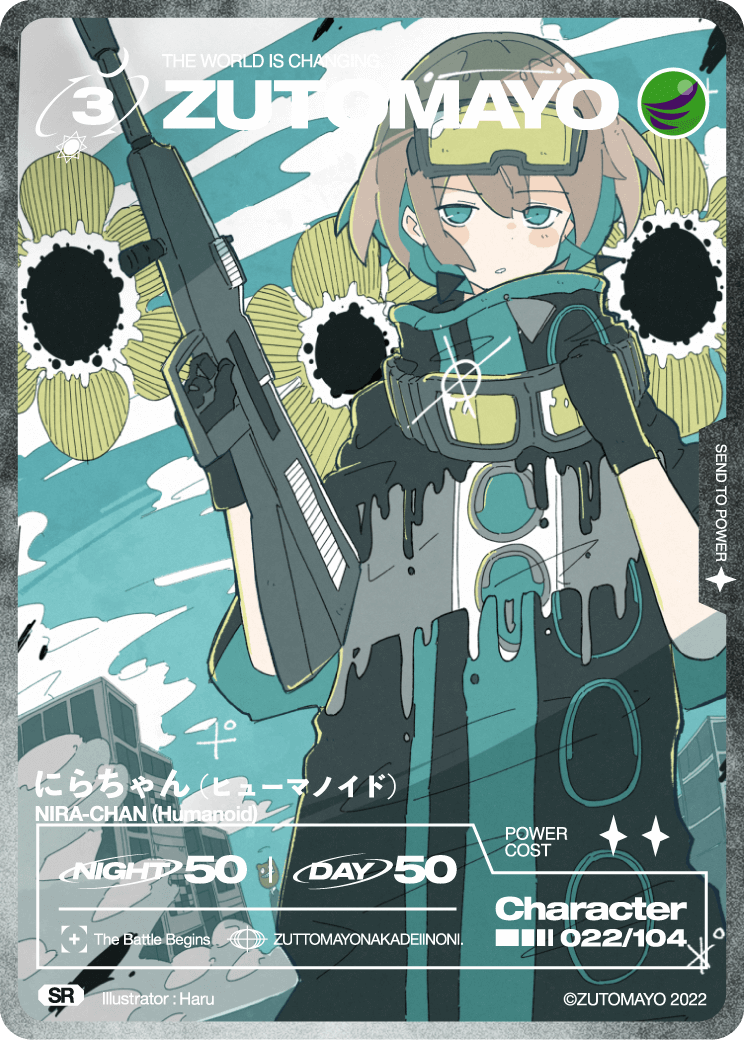 THE WORLD IS CHANGING
3
ZUTOMAYO
SEND TO POWER
にらちゃん（ヒューマノイド）
NIRA-CHAN (Humanoid)
POWER
COST
NIGHT 50 | DAY 50
Character
022/104
The Battle Begins
ZUTTOMAYONAKADEIINONI.
SR
Illustrator : Haru
©ZUTOMAYO 2022